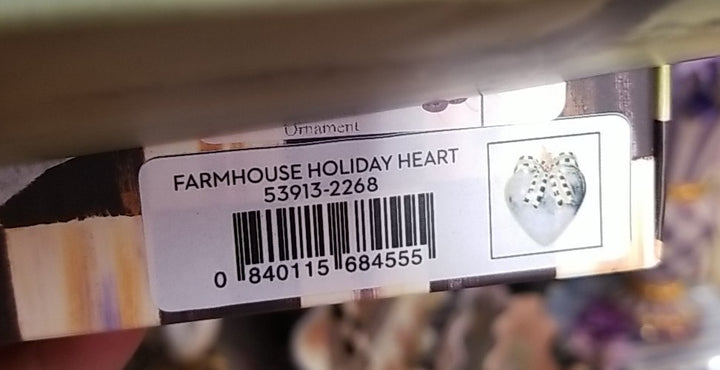 Ornament
FARMHOUSE HOLIDAY HEART
53913-2268
0 840115 684555